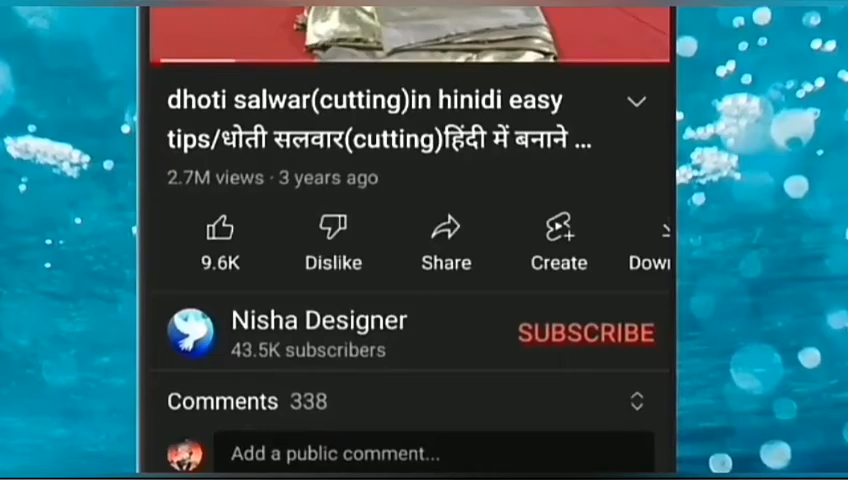 dhoti salwar(cutting)in hinidi easy
tips/धोती सलवार(cutting)हिंदी में बनाने ...
2.7M views · 3 years ago
9.6K Dislike Share Create Down
Nisha Designer
SUBSCRIBE
43.5K subscribers
Comments 338
Add a public comment...